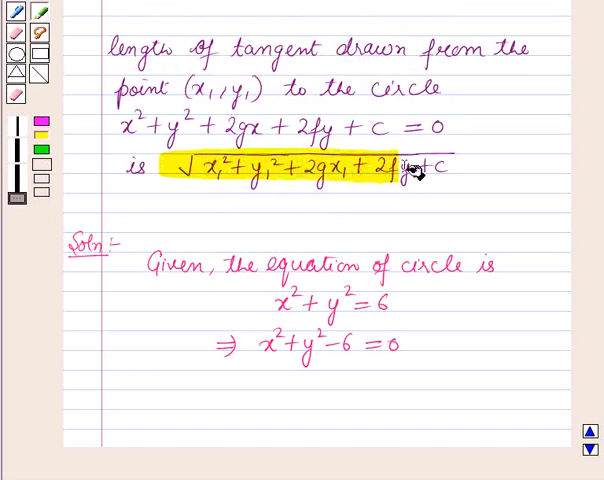 length of tangent drawn from the
point (x₁, y₁) to the circle
x² + y² + 2gx + 2fy + c = 0
is √x₁² + y₁² + 2gx₁ + 2fy₁ + c
Soln:-
Given, the equation of circle is
x² + y² = 6
⇒ x² + y² - 6 = 0